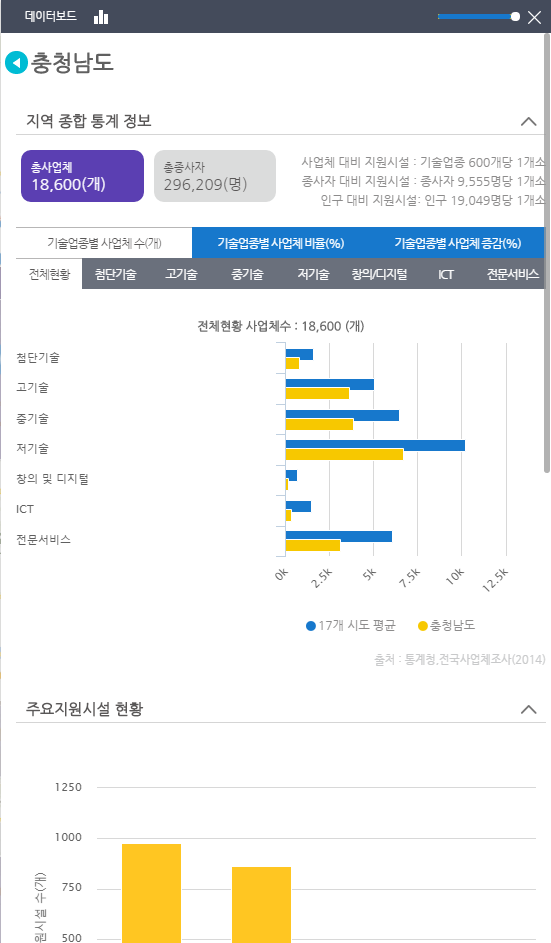 데이터보드
충청남도
지역 종합 통계 정보
총사업체
18,600(개)
총종사자
296,209(명)
사업체 대비 지원시설 : 기술업종 600개당 1개소
종사자 대비 지원시설 : 종사자 9,555명당 1개소
인구 대비 지원시설: 인구 19,049명당 1개소
기술업종별 사업체 수(개) 기술업종별 사업체 비율(%) 기술업종별 사업체 증감(%)
전체현황 첨단기술 고기술 중기술 저기술 창의/디지털 ICT 전문서비스
전체현황 사업체수 : 18,600 (개)
첨단기술
고기술
중기술
저기술
창의 및 디지털
ICT
전문서비스
0k 2.5k 5k 7.5k 10k 12.5k
17개 시도 평균 충청남도
출처 : 통계청,전국사업체조사(2014)
주요지원시설 현황
1250
1000
750
500
원시설 수(개)